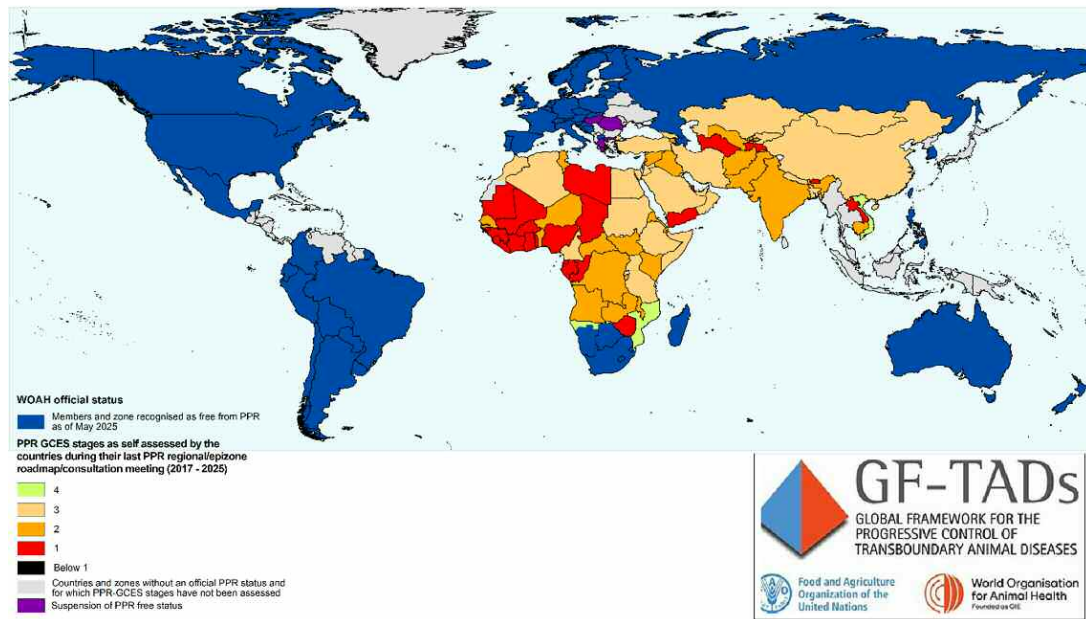 N
WOAH official status
Members and zone recognised as free from PPR
as of May 2025
PPR GCES stages as self assessed by the
countries during their last PPR regional/epizone
roadmap/consultation meeting (2017 - 2025)
4
3
2
1
Below 1
Countries and zones without an official PPR status and
for which PPR-GCES stages have not been assessed
Suspension of PPR free status
GF-TADs
GLOBAL FRAMEWORK FOR THE
PROGRESSIVE CONTROL OF
TRANSBOUNDARY ANIMAL DISEASES
Food and Agriculture
Organization of the
United Nations
World Organisation
for Animal Health
Founded as OIE